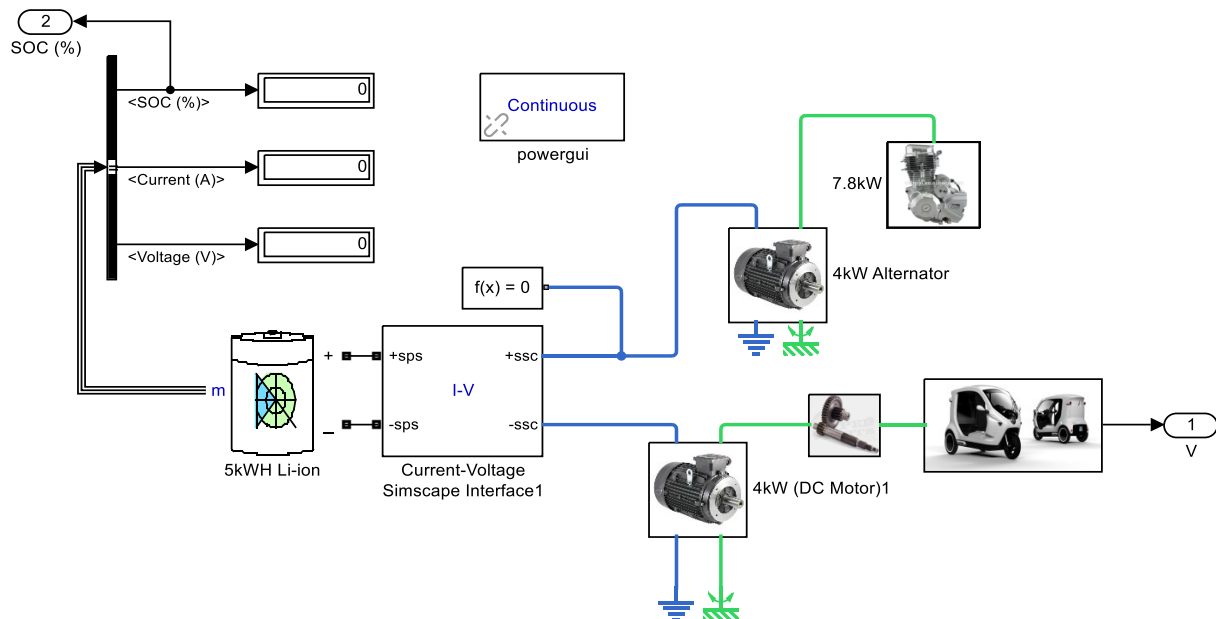 2
SOC (%)
<SOC (%)>
0
<Current (A)>
0
<Voltage (V)>
0
Continuous
powergui
7.8kW
4kW Alternator
f(x) = 0
m
+
_
5kWH Li-ion
+sps
+ssc
I-V
-sps
-ssc
Current-Voltage
Simscape Interface1
4kW (DC Motor)1
1
V